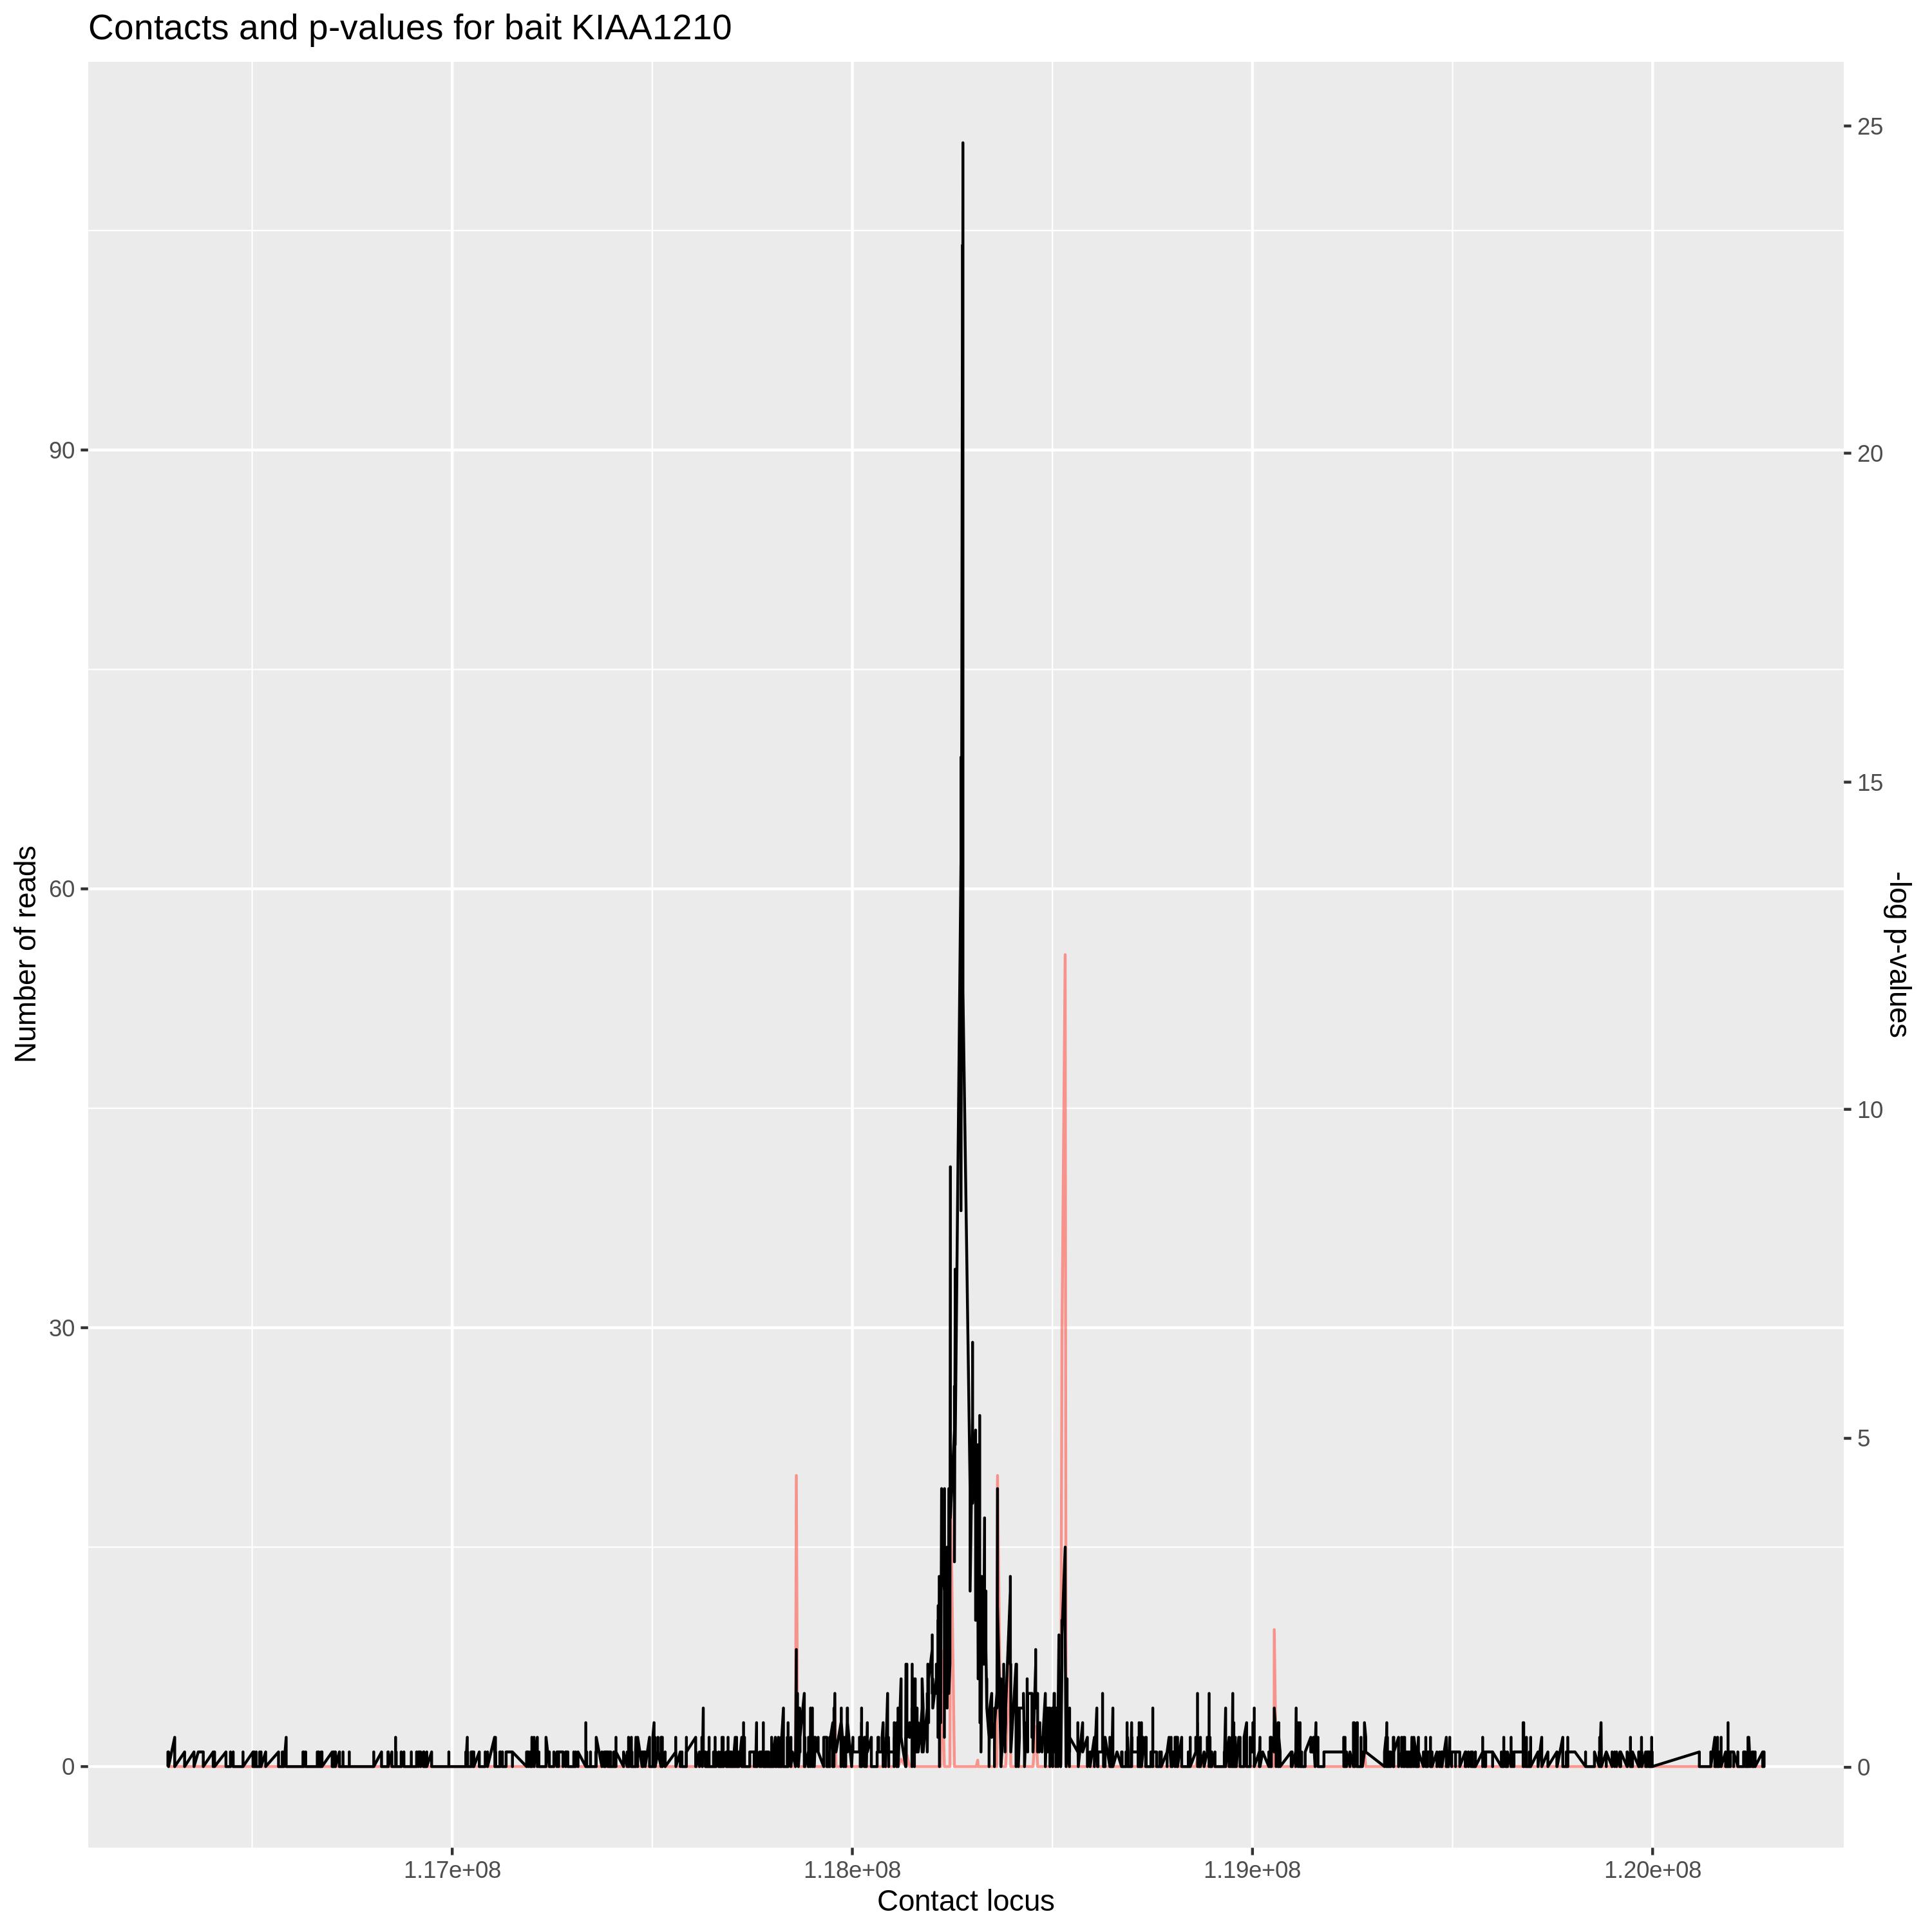 Contacts and p-values for bait KIAA1210
Number of reads
90
60
30
0
25
20
15
10
5
0
-log p-values
1.17e+08 1.18e+08 1.19e+08 1.20e+08
Contact locus